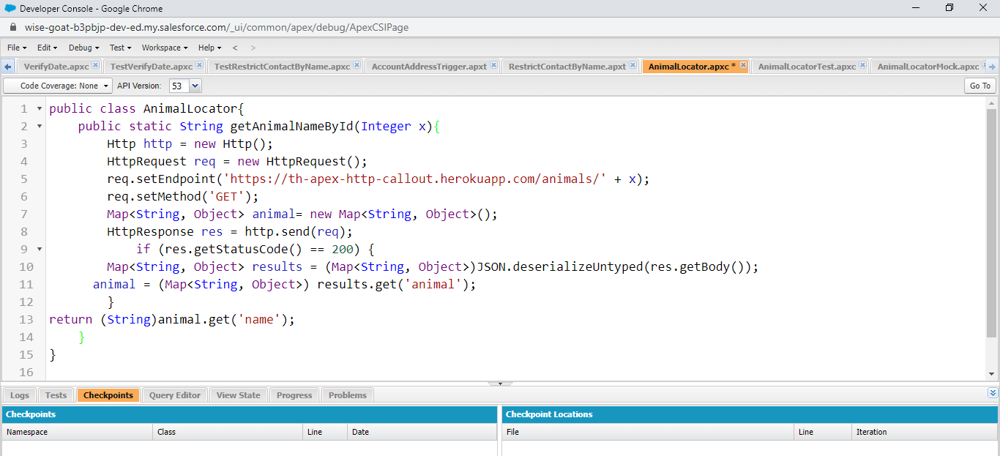 Developer Console - Google Chrome
wise-goat-b3pbjp-dev-ed.my.salesforce.com/_ui/common/apex/debug/ApexCSIPage
File Edit Debug Test Workspace Help < >
VerifyDate.apxc TestVerifyDate.apxc TestRestrictContactByName.apxc AccountAddressTrigger.apxt RestrictContactByName.apxt AnimalLocator.apxc * AnimalLocatorTest.apxc AnimalLocatorMock.apxc
Code Coverage: None API Version: 53 Go To
1 public class AnimalLocator{
2 public static String getAnimalNameById(Integer x){
3 Http http = new Http();
4 HttpRequest req = new HttpRequest();
5 req.setEndpoint('https://th-apex-http-callout.herokuapp.com/animals/' + x);
6 req.setMethod('GET');
7 Map<String, Object> animal= new Map<String, Object>();
8 HttpResponse res = http.send(req);
9 if (res.getStatusCode() == 200) {
10 Map<String, Object> results = (Map<String, Object>)JSON.deserializeUntyped(res.getBody());
11 animal = (Map<String, Object>) results.get('animal');
12 }
13 return (String)animal.get('name');
14 }
15 }
16
Logs Tests Checkpoints Query Editor View State Progress Problems
Checkpoints Checkpoint Locations
Namespace Class Line Date File Line Iteration